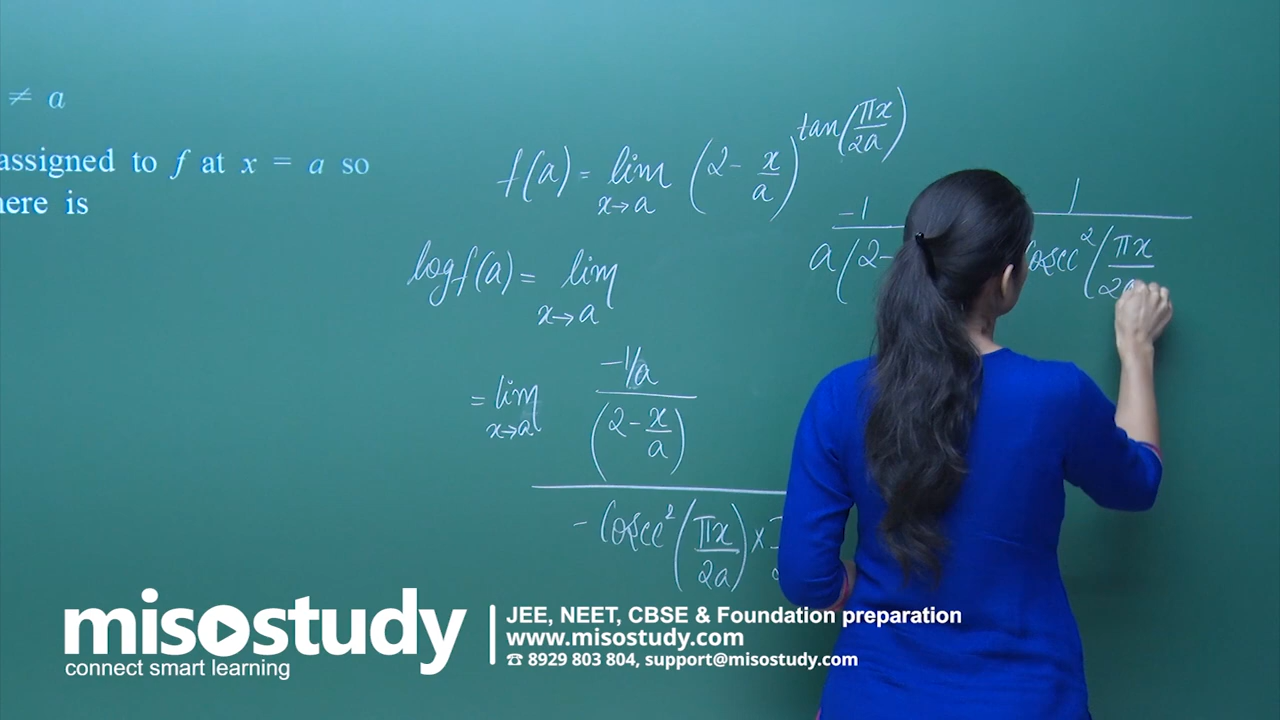 ≠ a
assigned to f at x = a so
here is
f(a) = lim x→a (2 - x/a)^tan(πx/2a)
-1 / a(2- 1 / cosec²(πx/2a
log f(a) = lim x→a
= lim x→a -1/a / (2 - x/a)
- cosec²(πx/2a) ×
misostudy
connect smart learning
JEE, NEET, CBSE & Foundation preparation
www.misostudy.com
☎ 8929 803 804, support@misostudy.com